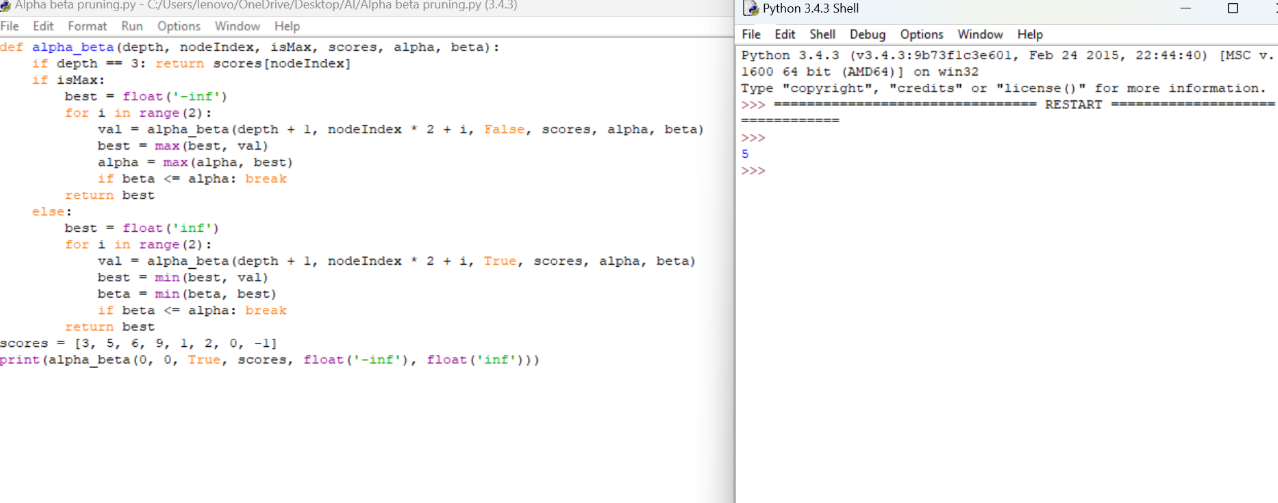 Alpha beta pruning.py - C:/Users/lenovo/OneDrive/Desktop/AI/Alpha beta pruning.py (3.4.3)
File Edit Format Run Options Window Help
def alpha_beta(depth, nodeIndex, isMax, scores, alpha, beta):
    if depth == 3: return scores[nodeIndex]
    if isMax:
        best = float('-inf')
        for i in range(2):
            val = alpha_beta(depth + 1, nodeIndex * 2 + i, False, scores, alpha, beta)
            best = max(best, val)
            alpha = max(alpha, best)
            if beta <= alpha: break
        return best
    else:
        best = float('inf')
        for i in range(2):
            val = alpha_beta(depth + 1, nodeIndex * 2 + i, True, scores, alpha, beta)
            best = min(best, val)
            beta = min(beta, best)
            if beta <= alpha: break
        return best
scores = [3, 5, 6, 9, 1, 2, 0, -1]
print(alpha_beta(0, 0, True, scores, float('-inf'), float('inf')))
Python 3.4.3 Shell
File Edit Shell Debug Options Window Help
Python 3.4.3 (v3.4.3:9b73f1c3e601, Feb 24 2015, 22:44:40) [MSC v.
1600 64 bit (AMD64)] on win32
Type "copyright", "credits" or "license()" for more information.
>>> ================================ RESTART ====================
============
>>>
5
>>>